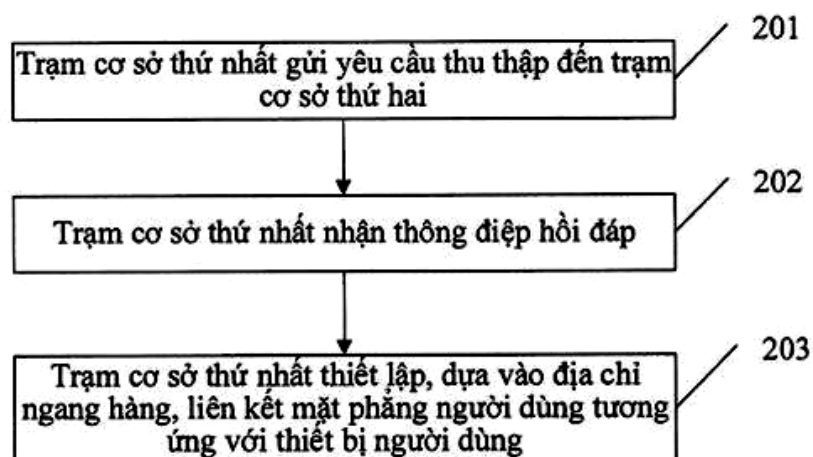 201
Trạm cơ sở thứ nhất gửi yêu cầu thu thập đến trạm
cơ sở thứ hai
202
Trạm cơ sở thứ nhất nhận thông điệp hồi đáp
203
Trạm cơ sở thứ nhất thiết lập, dựa vào địa chỉ
ngang hàng, liên kết mặt phẳng người dùng tương
ứng với thiết bị người dùng